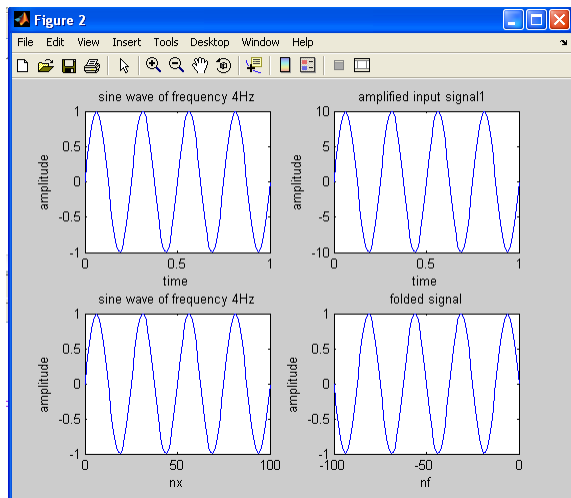 Figure 2
File Edit View Insert Tools Desktop Window Help
sine wave of frequency 4Hz
1
0.5
0
-0.5
-1
amplitude
0 0.5 1
time
amplified input signal1
10
5
0
-5
-10
amplitude
0 0.5 1
time
sine wave of frequency 4Hz
1
0.5
0
-0.5
-1
amplitude
0 50 100
nx
folded signal
1
0.5
0
-0.5
-1
amplitude
-100 -50 0
nf